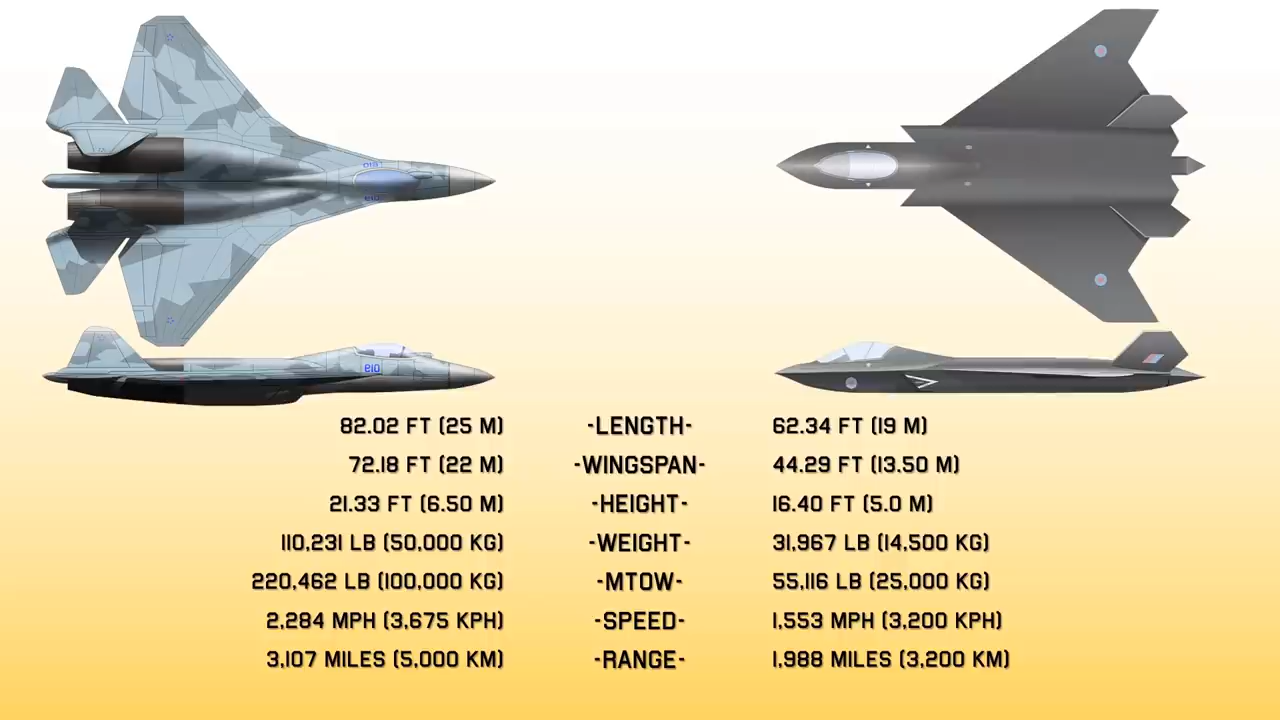 010
010
010
82.02 FT (25 M) -LENGTH- 62.34 FT (19 M)
72.18 FT (22 M) -WINGSPAN- 44.29 FT (13.50 M)
21.33 FT (6.50 M) -HEIGHT- 16.40 FT (5.0 M)
110,231 LB (50,000 KG) -WEIGHT- 31,967 LB (14,500 KG)
220,462 LB (100,000 KG) -MTOW- 55,116 LB (25,000 KG)
2,284 MPH (3,675 KPH) -SPEED- 1,553 MPH (3,200 KPH)
3,107 MILES (5,000 KM) -RANGE- 1,988 MILES (3,200 KM)